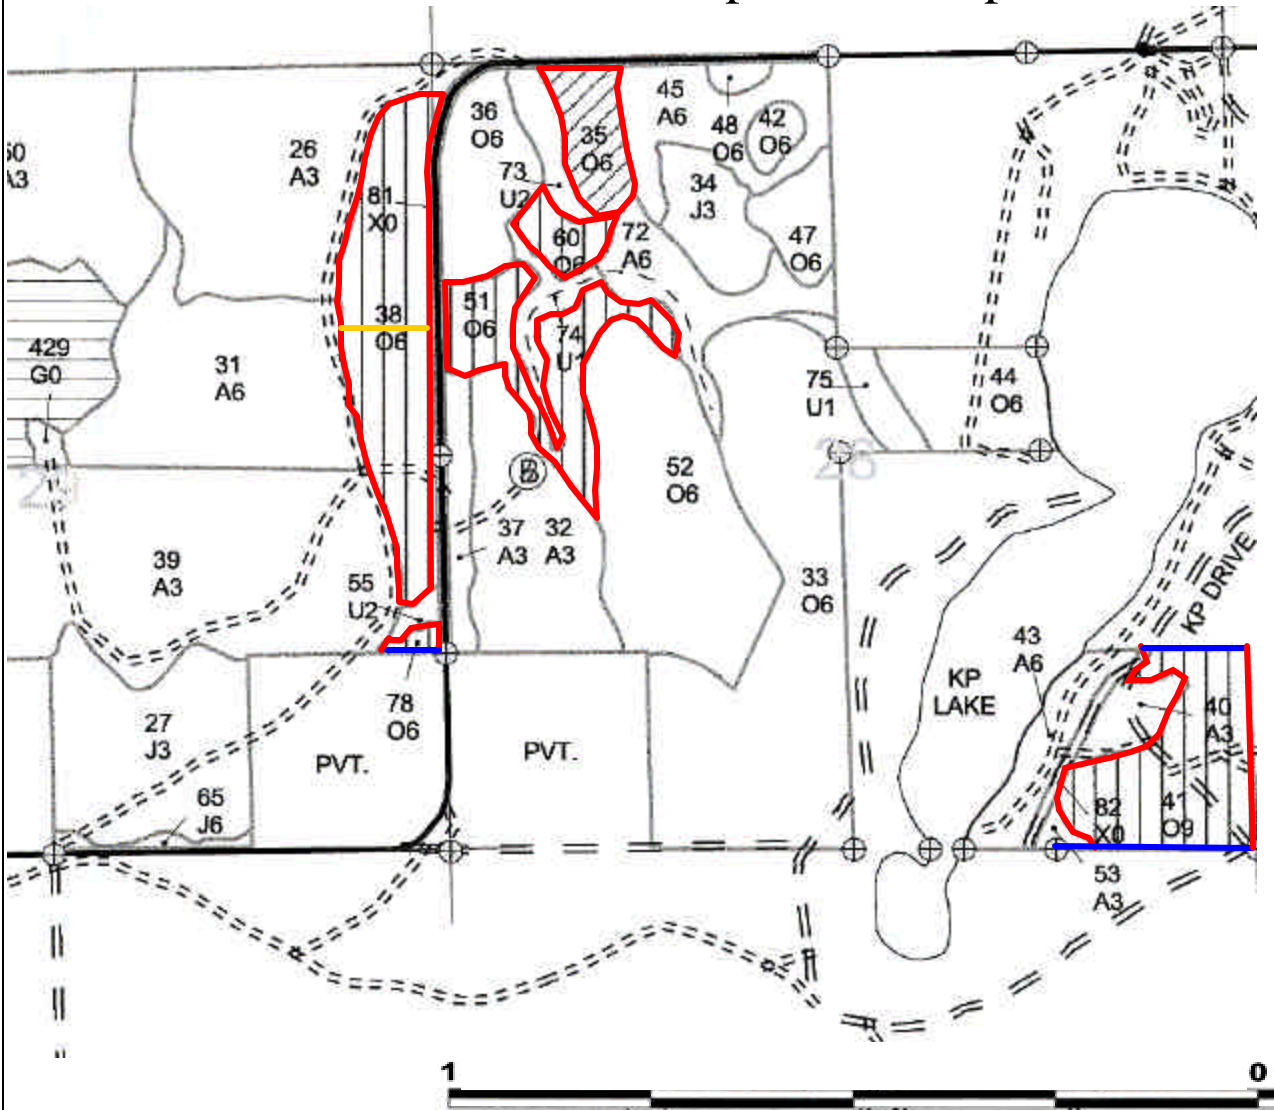 36
O6
35
O6
45
A6
48
O6
42
O6
26
A3
50
A3
73
U2
34
J3
81
X0
60
O6
72
A6
47
O6
51
O6
38
O6
74
U1
429
G0
31
A6
75
U1
44
O6
26
52
O6
37
A3
32
A3
39
A3
55
U2
33
O6
KP DRIVE
43
A6
KP
LAKE
40
A3
78
O6
27
J3
PVT.
PVT.
65
J6
82
X0
41
O9
53
A3
1
0